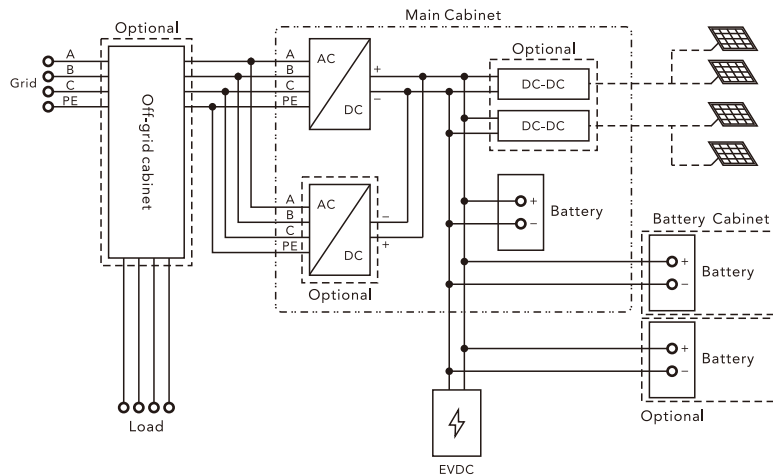 Main Cabinet
Optional
Optional
A
B
C
PE
Grid
A
B
C
PE
AC
DC
+
−
DC-DC
DC-DC
Off-grid cabinet
A
B
C
PE
AC
DC
−
+
Optional
+
−
Battery
Battery Cabinet
+
−
Battery
+
−
Battery
Optional
Load
EVDC